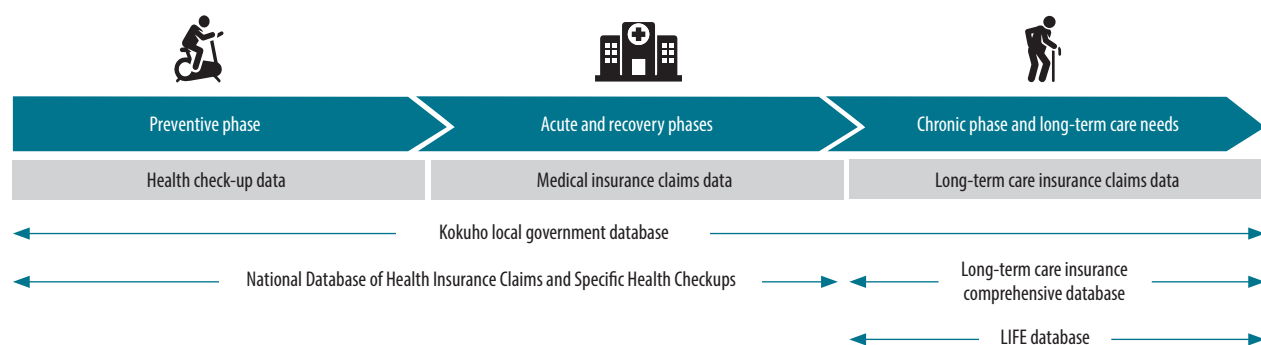 Preventive phase
Acute and recovery phases
Chronic phase and long-term care needs
Health check-up data
Medical insurance claims data
Long-term care insurance claims data
Kokuho local government database
National Database of Health Insurance Claims and Specific Health Checkups
Long-term care insurance
comprehensive database
LIFE database